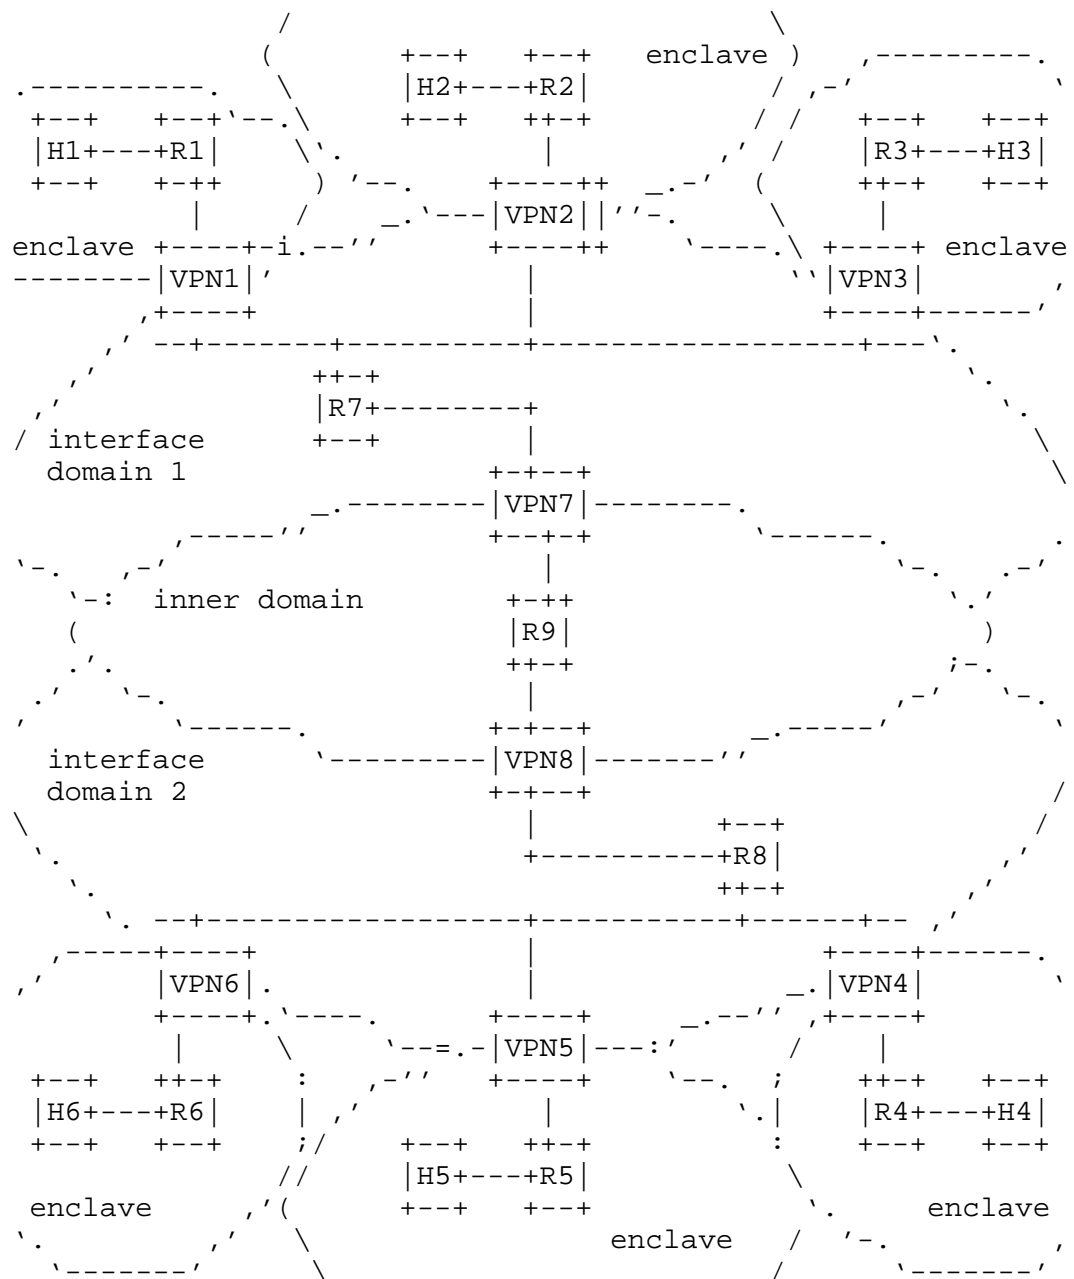 enclave
H2 R2
H1 R1 R3 H3
VPN2
enclave enclave
VPN1 VPN3
R7
interface
domain 1
VPN7
inner domain
R9
interface VPN8
domain 2
R8
VPN6 VPN4
VPN5
H6 R6 R4 H4
H5 R5
enclave enclave
enclave